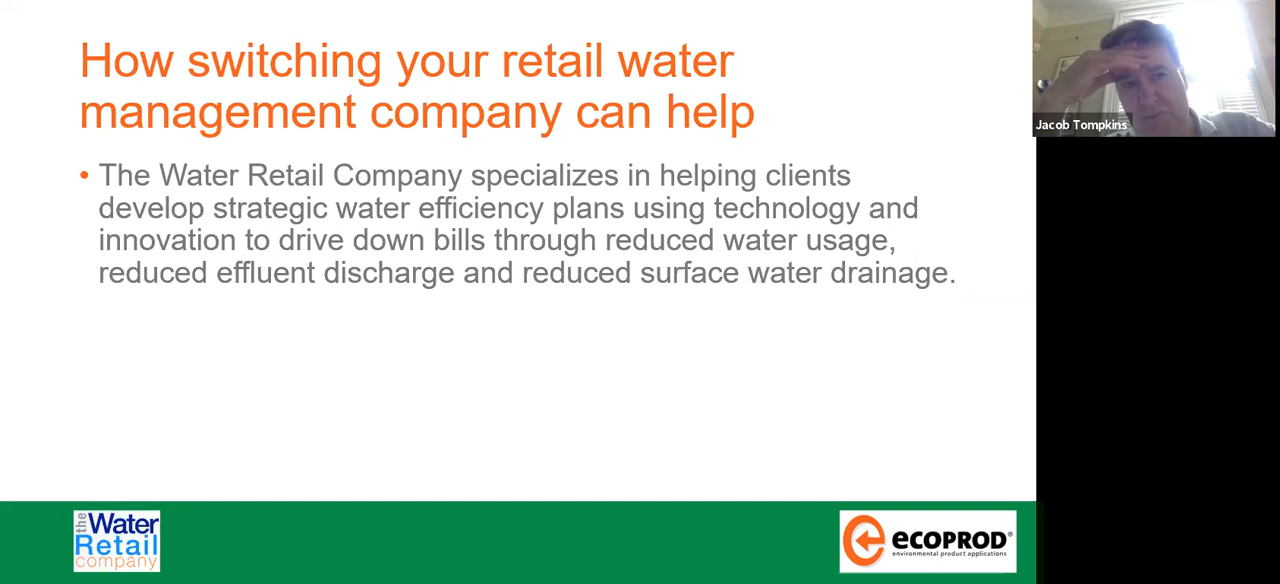 How switching your retail water
management company can help
• The Water Retail Company specializes in helping clients
develop strategic water efficiency plans using technology and
innovation to drive down bills through reduced water usage,
reduced effluent discharge and reduced surface water drainage.
Jacob Tompkins
the Water
Retail
company
ECOPROD®
environmental product applications